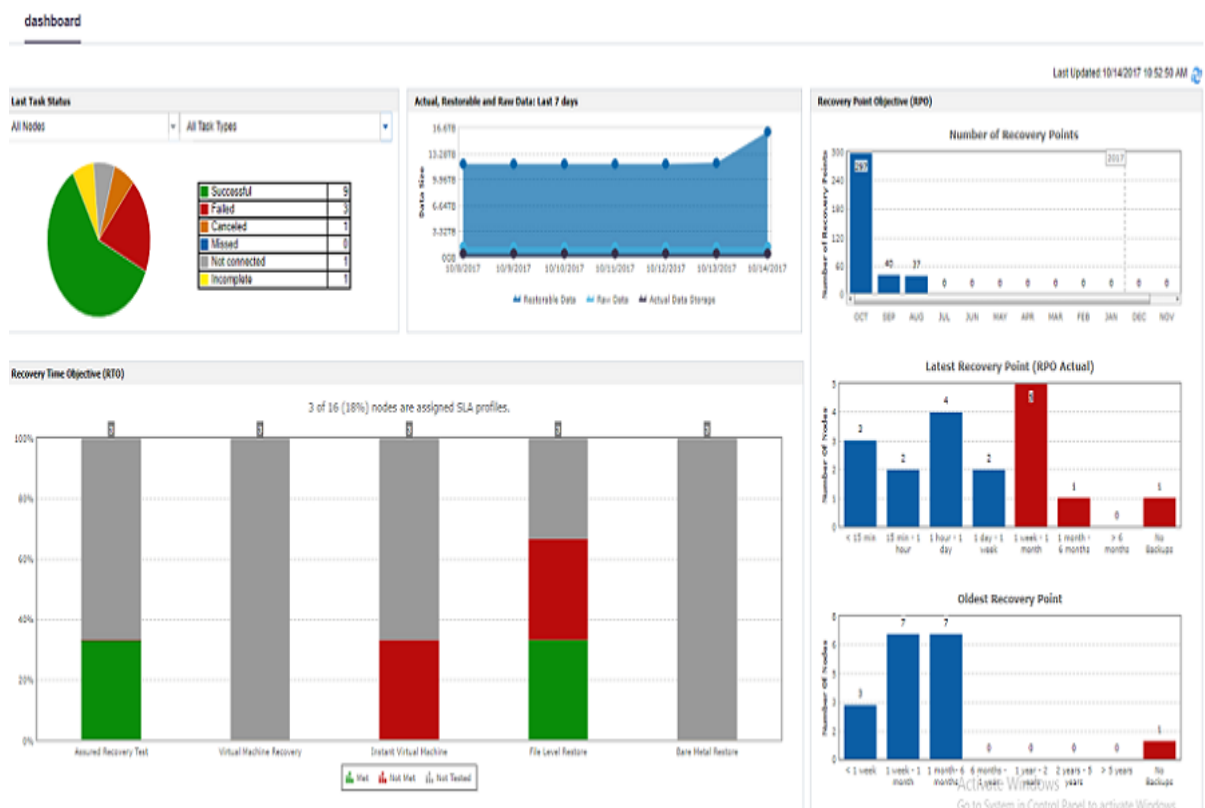 dashboard
Last Updated 10/14/2017 10:52:50 AM
Last Task Status
All Nodes
All Task Types
Successful 9
Failed 3
Canceled 1
Missed 0
Not connected 1
Incomplete 1
Actual, Restorable and Raw Data: Last 7 days
Data Size
16.6TB
13.28TB
9.96TB
6.64TB
3.32TB
0GB
10/8/2017 10/9/2017 10/10/2017 10/11/2017 10/12/2017 10/13/2017 10/14/2017
Restorable Data Raw Data Actual Data Storage
Recovery Point Objective (RPO)
Number of Recovery Points
Number of Recovery Points
300
240
180
120
60
0
2017
40 37 0 0 0 0 0 0 0 0 0
OCT SEP AUG JUL JUN MAY APR MAR FEB JAN DEC NOV
Latest Recovery Point (RPO Actual)
Number Of Nodes
5
4
3
2
1
0
2 4 2 5 1 0 1
< 15 min
15 min - 1 hour
1 hour - 1 day
1 day - 1 week
1 week - 1 month
1 month - 6 months
> 6 months
No Backups
Oldest Recovery Point
Number Of Nodes
3 7 7 0 0 0 0 1
< 1 week
1 week - 1 month
1 month- 6 months
6 months - 1 year
1 year - 2 years
2 years - 5 years
> 5 years
No Backups
Recovery Time Objective (RTO)
3 of 16 (18%) nodes are assigned SLA profiles.
100%
80%
60%
40%
20%
0%
3 3 3 3 3
Assured Recovery Test
Virtual Machine Recovery
Instant Virtual Machine
File Level Restore
Bare Metal Restore
Met Not Met Not Tested
Activate Windows
Go to System in Control Panel to activate Windows